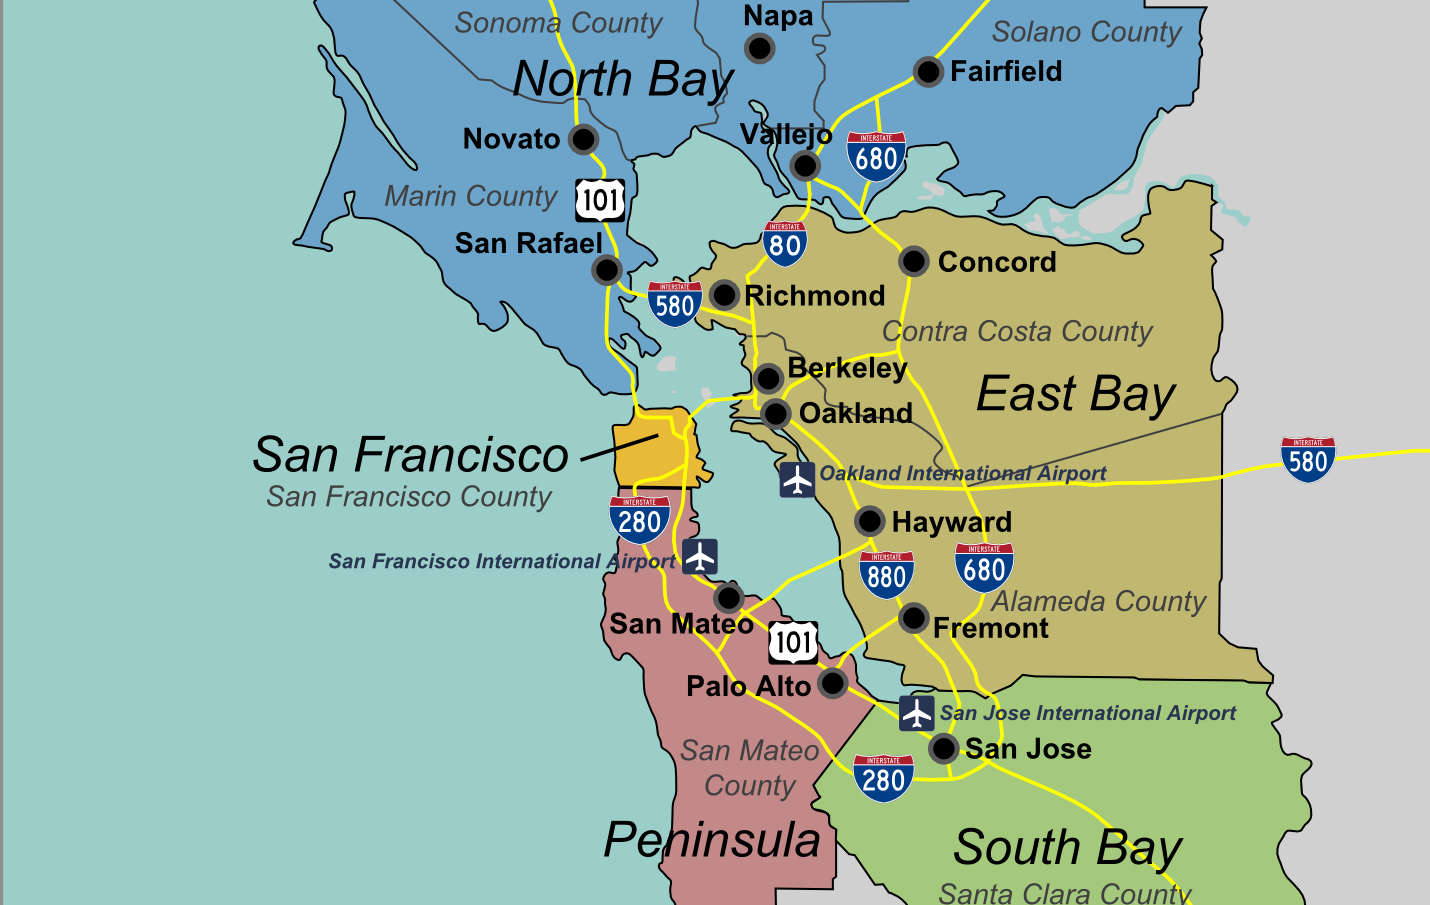 Napa
Sonoma County
Solano County
North Bay
Fairfield
Novato
Vallejo
INTERSTATE
680
Marin County
101
San Rafael
INTERSTATE
80
Concord
INTERSTATE
580
Richmond
Contra Costa County
Berkeley
East Bay
Oakland
San Francisco
INTERSTATE
580
Oakland International Airport
San Francisco County
INTERSTATE
280
Hayward
San Francisco International Airport
INTERSTATE
880
INTERSTATE
680
Alameda County
San Mateo
Fremont
101
Palo Alto
San Jose International Airport
San Mateo
County
San Jose
INTERSTATE
280
Peninsula
South Bay
Santa Clara County